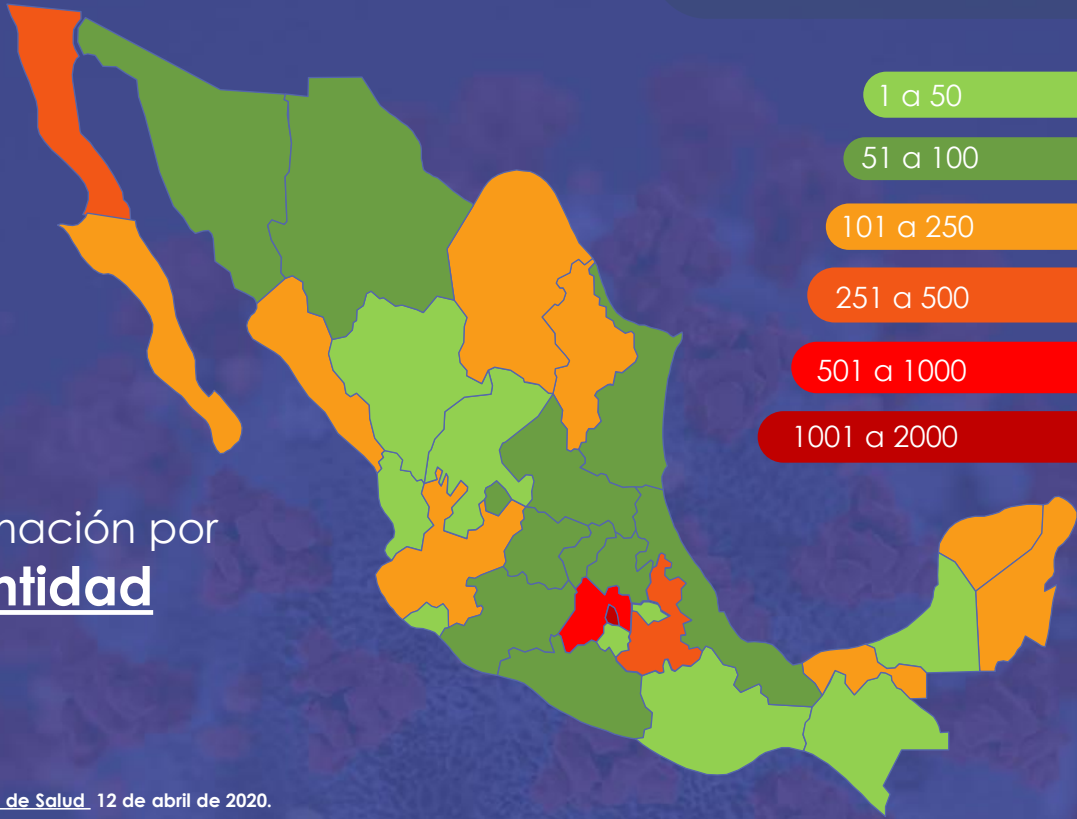 1 a 50
51 a 100
101 a 250
251 a 500
501 a 1000
1001 a 2000
mación por
ntidad
de Salud 12 de abril de 2020.